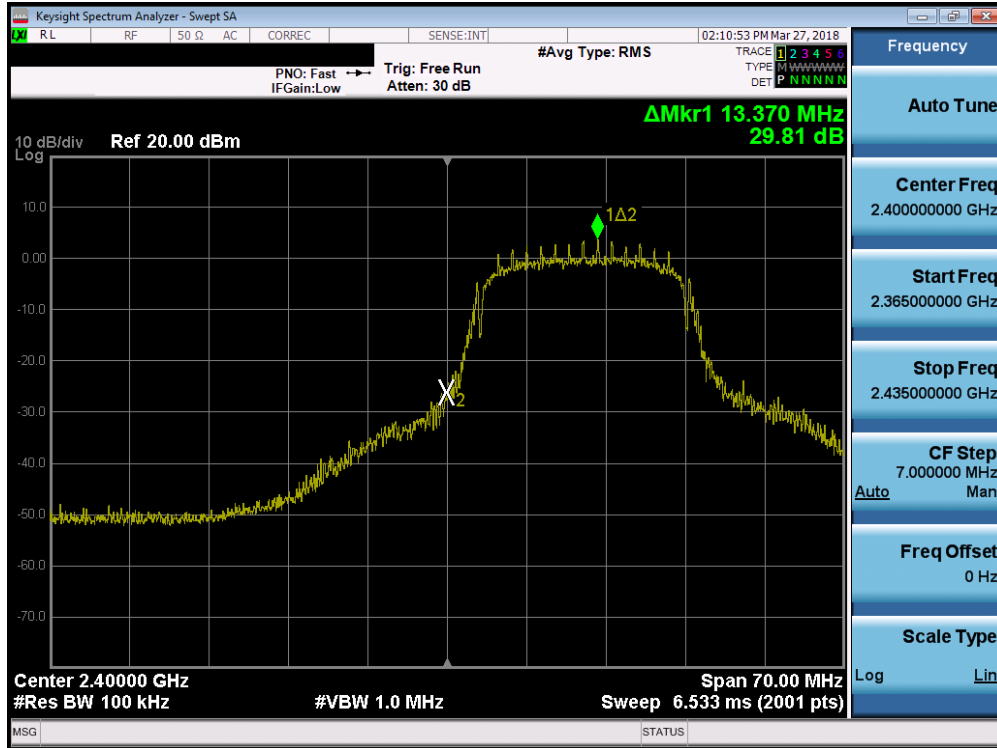 Keysight Spectrum Analyzer - Swept SA
LXI RL RF 50 Ω AC CORREC SENSE:INT 02:10:53 PM Mar 27, 2018
PNO: Fast
IFGain:Low
Trig: Free Run
Atten: 30 dB
#Avg Type: RMS
TRACE 1 2 3 4 5 6
TYPE M WWWWW
DET P N N N N N
ΔMkr1 13.370 MHz
29.81 dB
10 dB/div
Log
Ref 20.00 dBm
10.0
0.00
-10.0
-20.0
-30.0
-40.0
-50.0
-60.0
-70.0
1Δ2
2
Center 2.40000 GHz
#Res BW 100 kHz
#VBW 1.0 MHz
Span 70.00 MHz
Sweep 6.533 ms (2001 pts)
MSG
STATUS
Frequency
Auto Tune
Center Freq
2.400000000 GHz
Start Freq
2.365000000 GHz
Stop Freq
2.435000000 GHz
CF Step
7.000000 MHz
Auto Man
Freq Offset
0 Hz
Scale Type
Log Lin